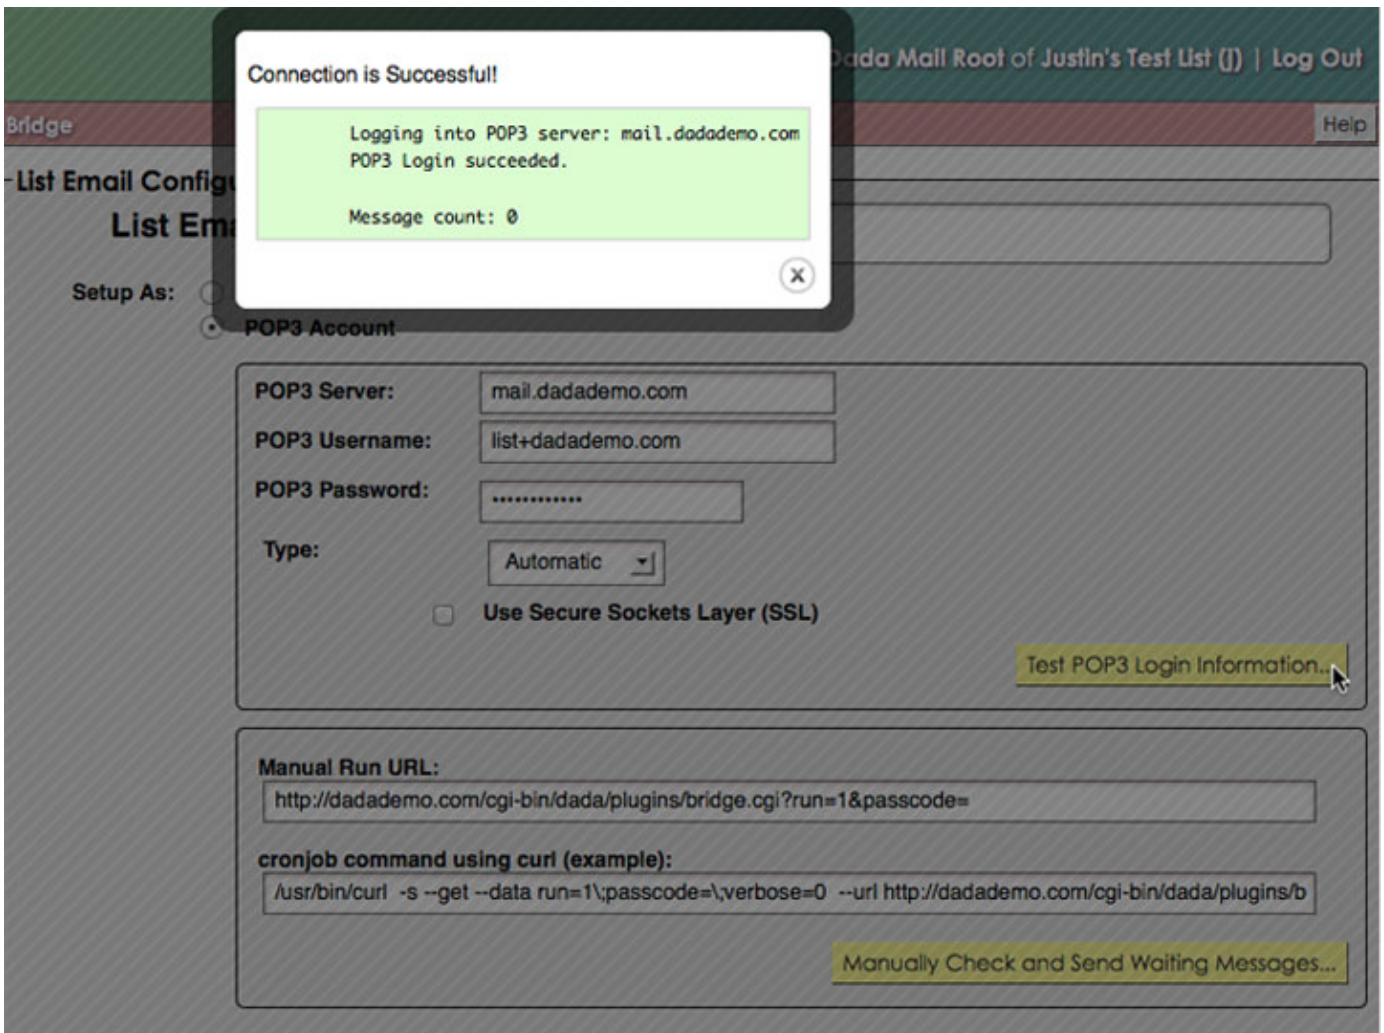 Connection is Successful!
Logging into POP3 server: mail.dadademo.com
POP3 Login succeeded.
Message count: 0
X
Dada Mail Root of Justin's Test List (j) | Log Out
Bridge
Help
List Email
List
Setup As:
POP3 Account
POP3 Server:
mail.dadademo.com
POP3 Username:
list+dadademo.com
POP3 Password:
••••••••••••
Type:
Automatic
Use Secure Sockets Layer (SSL)
Test POP3 Login Information...
Manual Run URL:
http://dadademo.com/cgi-bin/dada/plugins/bridge.cgi?run=1&passcode=
cronjob command using curl (example):
/usr/bin/curl -s --get --data run=1\;passcode=\;verbose=0 --url http://dadademo.com/cgi-bin/dada/plugins/b
Manually Check and Send Waiting Messages...